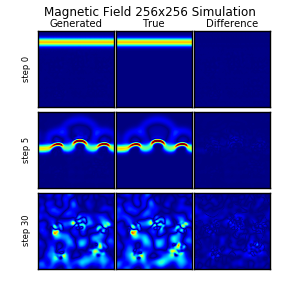 Magnetic Field 256x256 Simulation
Generated True Difference
step 0
step 5
step 30